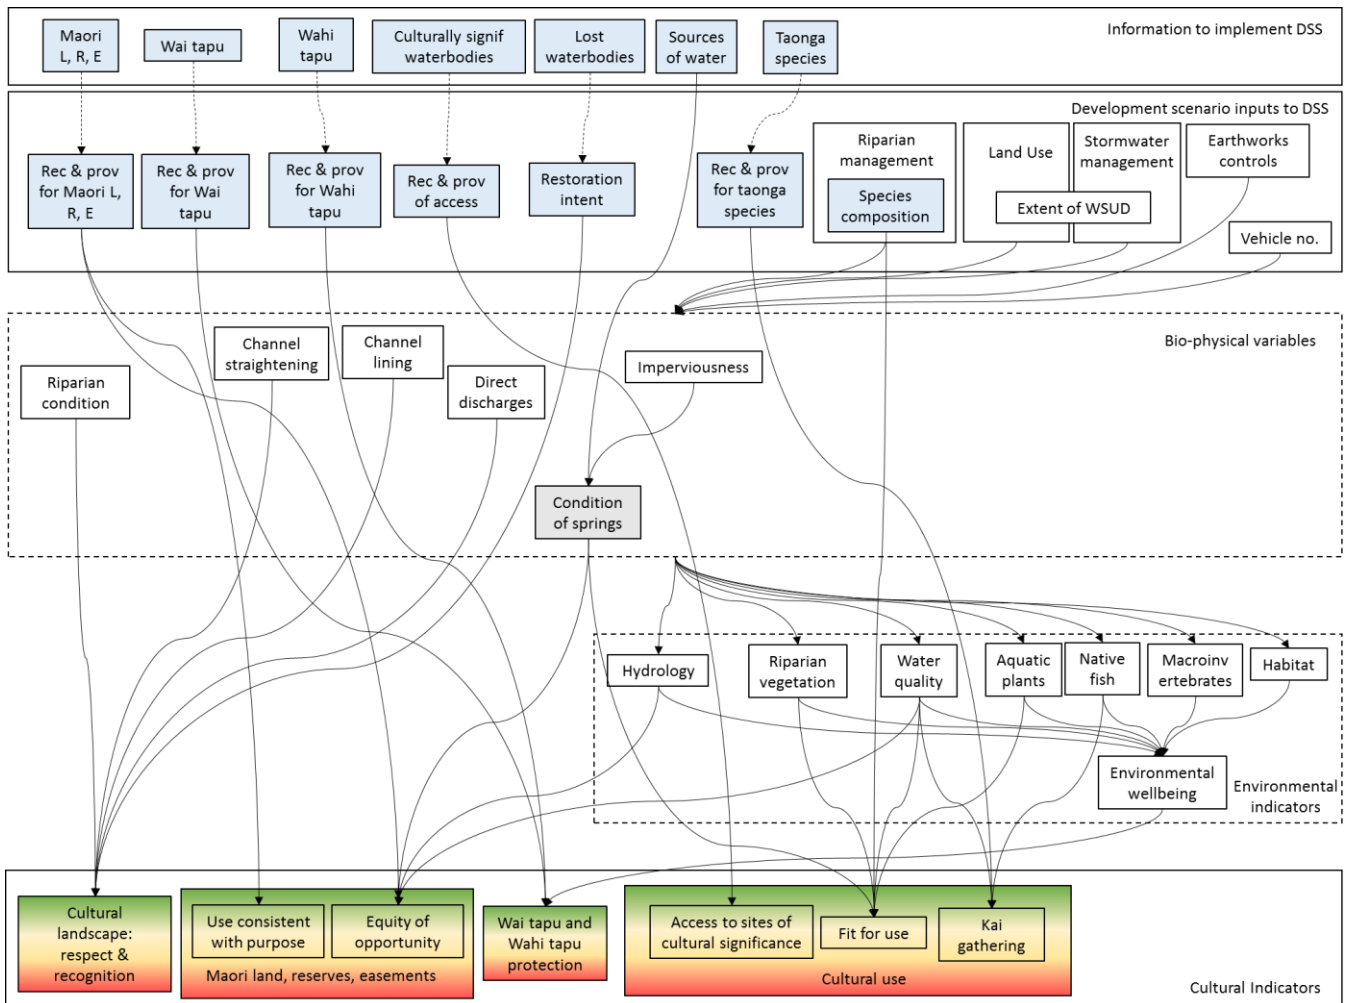 Maori
L, R, E
Wai tapu
Wahi
tapu
Culturally signif
waterbodies
Lost
waterbodies
Sources
of water
Taonga
species
Information to implement DSS
Development scenario inputs to DSS
Rec & prov
for Maori L,
R, E
Rec & prov
for Wai
tapu
Rec & prov
for Wahi
tapu
Rec & prov
of access
Restoration
intent
Rec & prov
for taonga
species
Riparian
management
Species
composition
Land Use
Stormwater
management
Extent of WSUD
Earthworks
controls
Vehicle no.
Bio-physical variables
Riparian
condition
Channel
straightening
Channel
lining
Direct
discharges
Imperviousness
Condition
of springs
Hydrology
Riparian
vegetation
Water
quality
Aquatic
plants
Native
fish
Macroinv
ertebrates
Habitat
Environmental
wellbeing
Environmental
indicators
Cultural
landscape:
respect &
recognition
Use consistent
with purpose
Equity of
opportunity
Maori land, reserves, easements
Wai tapu and
Wahi tapu
protection
Access to sites of
cultural significance
Fit for use
Kai
gathering
Cultural use
Cultural Indicators